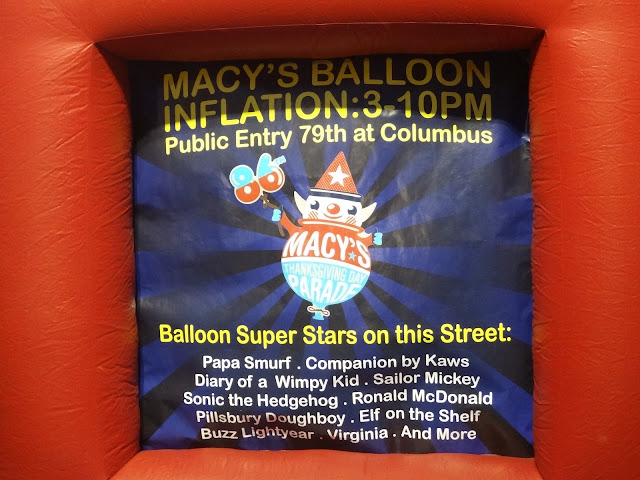 MACY'S BALLOON
INFLATION:3-10PM
Public Entry 79th at Columbus
86
MACY'S
THANKSGIVING DAY
PARADE
Balloon Super Stars on this Street:
Papa Smurf . Companion by Kaws
Diary of a Wimpy Kid . Sailor Mickey
Sonic the Hedgehog . Ronald McDonald
Pillsbury Doughboy . Elf on the Shelf
Buzz Lightyear . Virginia . And More